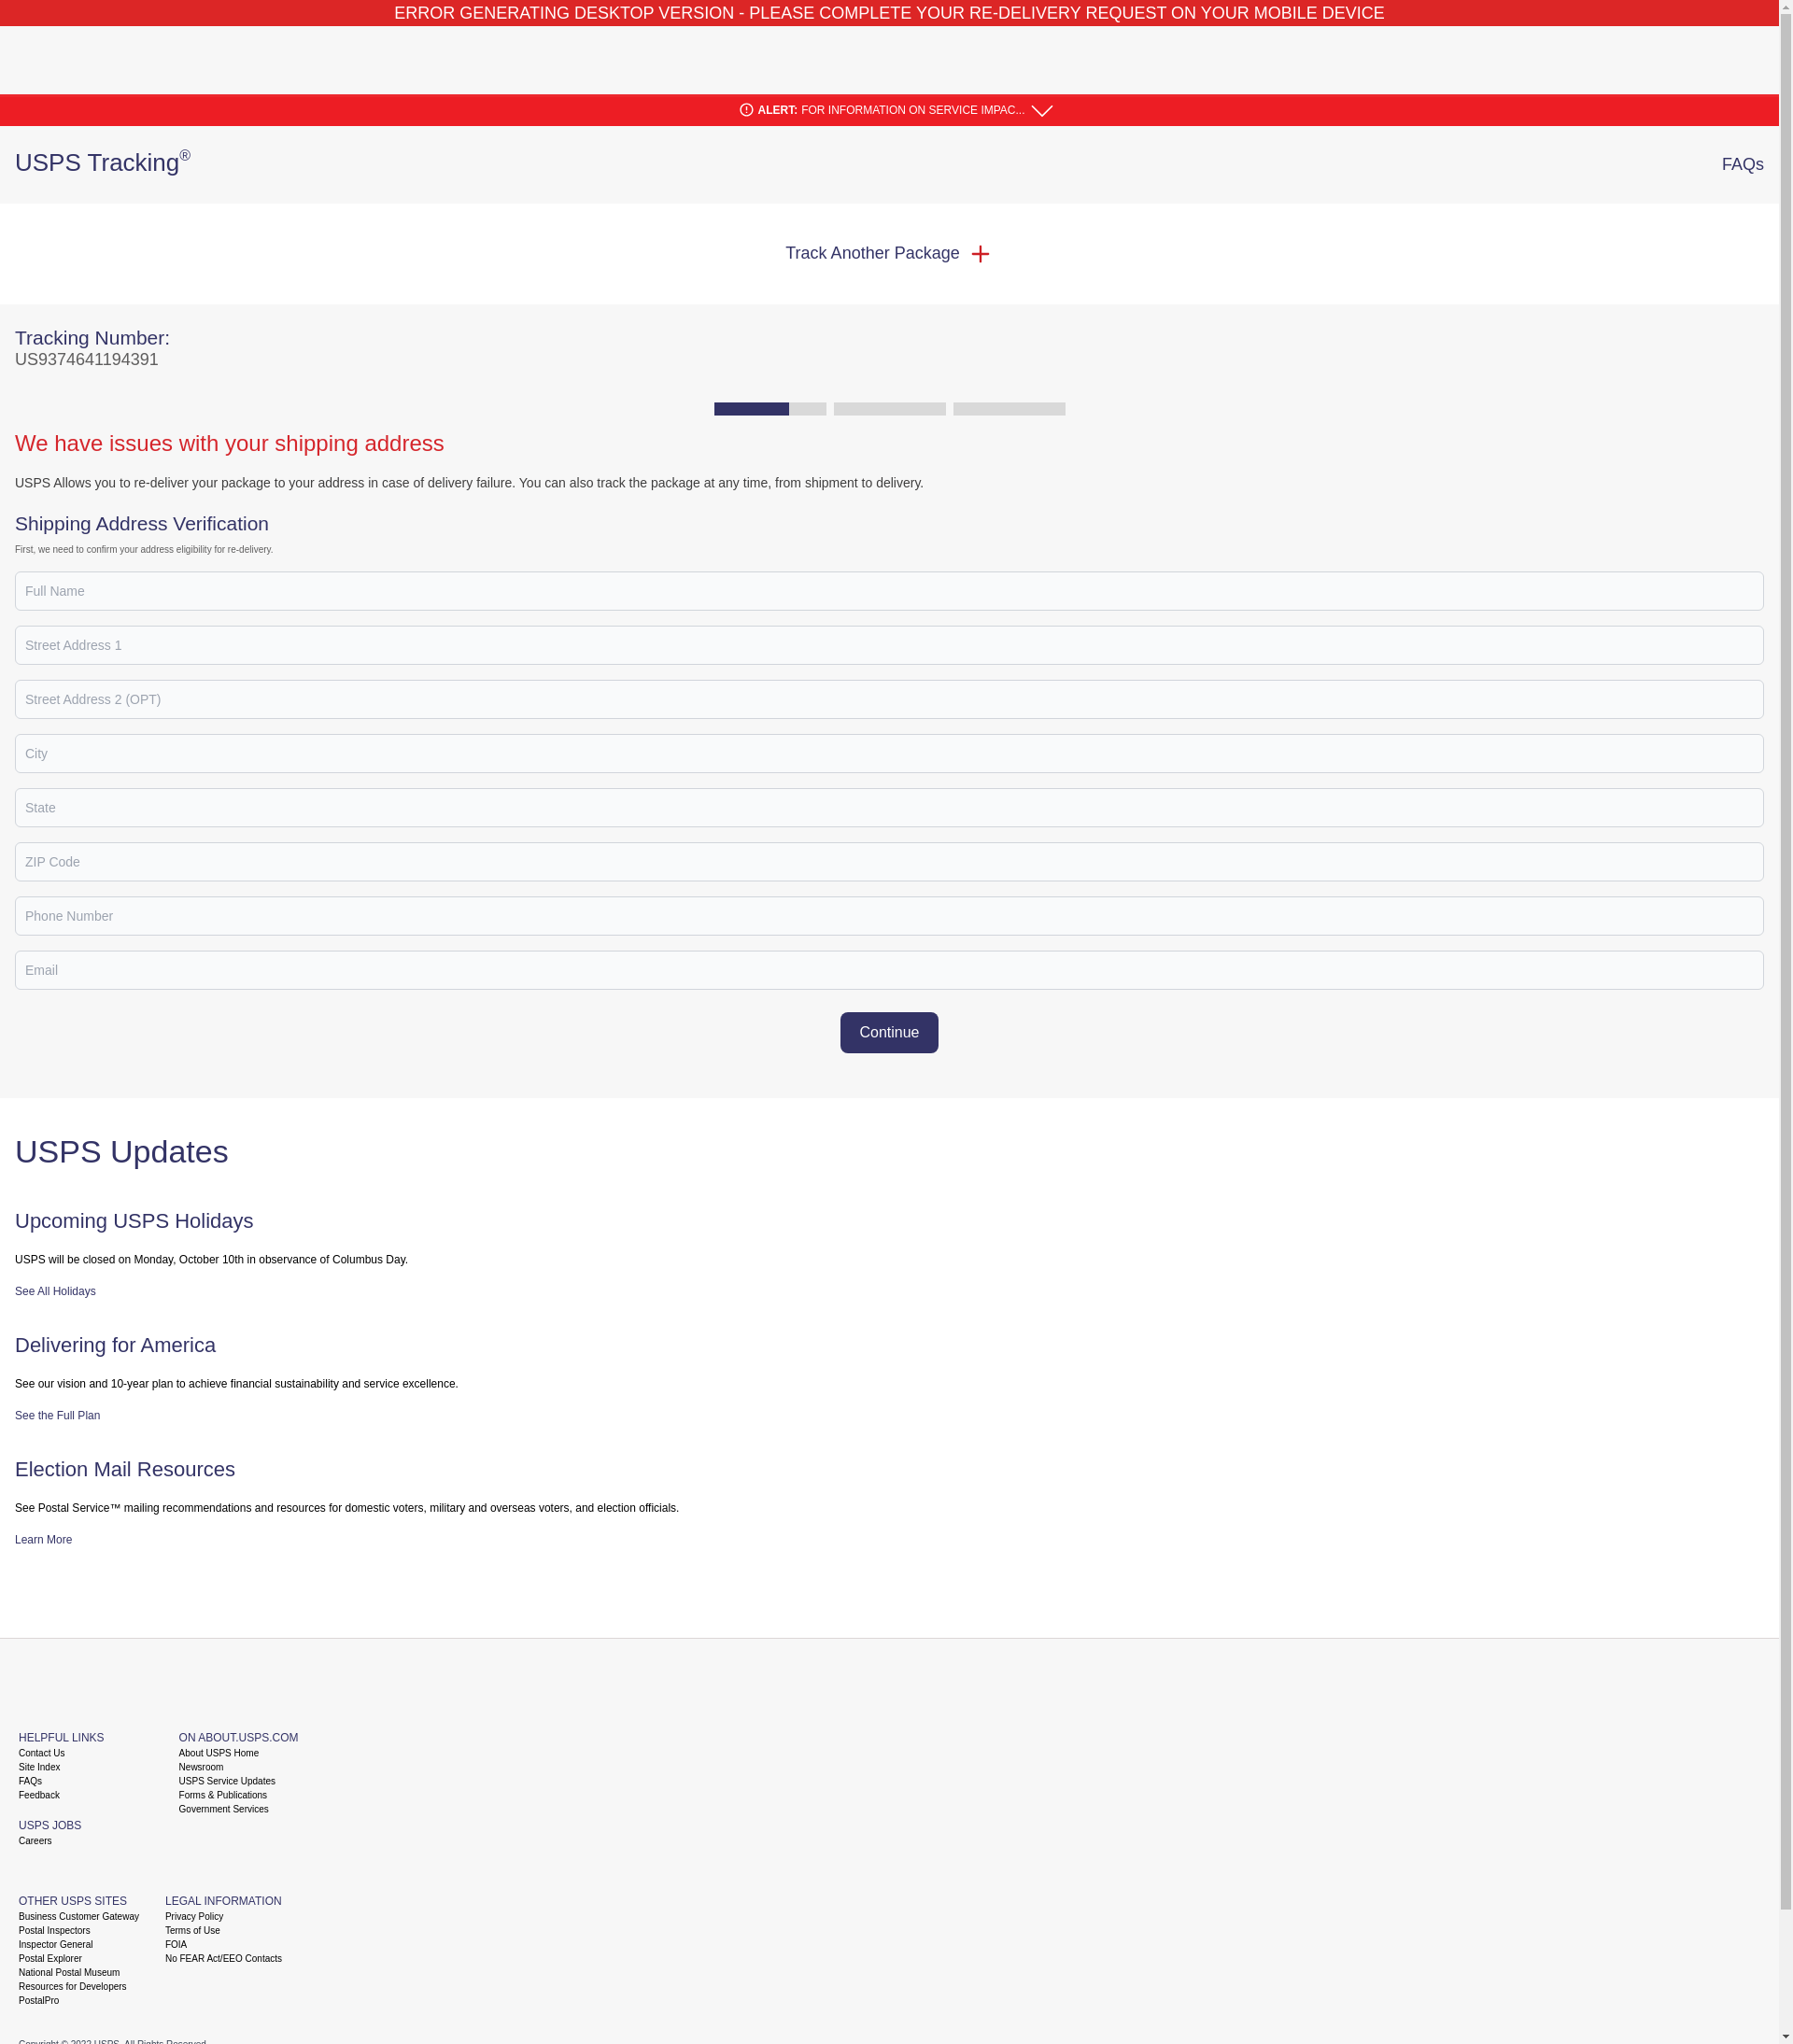 ERROR GENERATING DESKTOP VERSION - PLEASE COMPLETE YOUR RE-DELIVERY REQUEST ON YOUR MOBILE DEVICE
ALERT: FOR INFORMATION ON SERVICE IMPAC...
USPS Tracking®
FAQs
Track Another Package
Tracking Number:
US9374641194391
We have issues with your shipping address
USPS Allows you to re-deliver your package to your address in case of delivery failure. You can also track the package at any time, from shipment to delivery.
Shipping Address Verification
First, we need to confirm your address eligibility for re-delivery.
Full Name
Street Address 1
Street Address 2 (OPT)
City
State
ZIP Code
Phone Number
Email
Continue
USPS Updates
Upcoming USPS Holidays
USPS will be closed on Monday, October 10th in observance of Columbus Day.
See All Holidays
Delivering for America
See our vision and 10-year plan to achieve financial sustainability and service excellence.
See the Full Plan
Election Mail Resources
See Postal Service™ mailing recommendations and resources for domestic voters, military and overseas voters, and election officials.
Learn More
HELPFUL LINKS
Contact Us
Site Index
FAQs
Feedback
ON ABOUT.USPS.COM
About USPS Home
Newsroom
USPS Service Updates
Forms & Publications
Government Services
USPS JOBS
Careers
OTHER USPS SITES
Business Customer Gateway
Postal Inspectors
Inspector General
Postal Explorer
National Postal Museum
Resources for Developers
PostalPro
LEGAL INFORMATION
Privacy Policy
Terms of Use
FOIA
No FEAR Act/EEO Contacts
Copyright © 2022 USPS. All Rights Reserved.